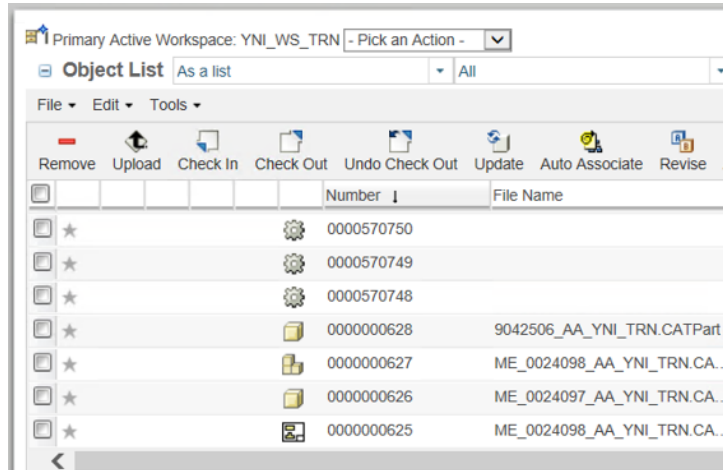 Primary Active Workspace: YNI_WS_TRN - Pick an Action -
Object List As a list All
File Edit Tools
Remove Upload Check In Check Out Undo Check Out Update Auto Associate Revise
Number File Name
0000570750
0000570749
0000570748
0000000628 9042506_AA_YNI_TRN.CATPart
0000000627 ME_0024098_AA_YNI_TRN.CA...
0000000626 ME_0024097_AA_YNI_TRN.CA...
0000000625 ME_0024098_AA_YNI_TRN.CA...